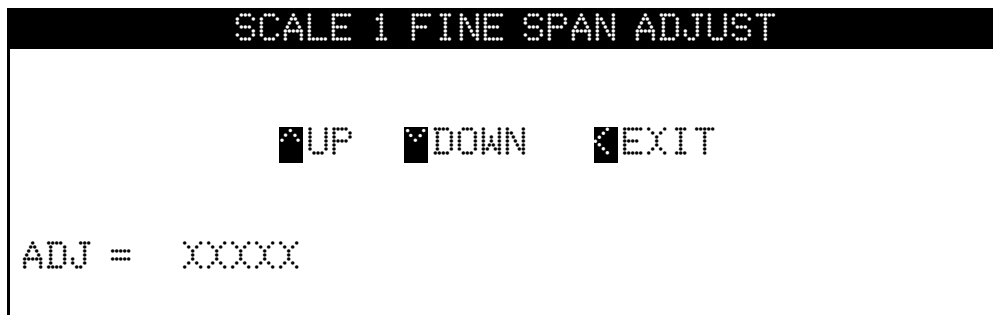 SCALE 1 FINE SPAN ADJUST
^UP ˅DOWN <EXIT
ADJ = XXXXX